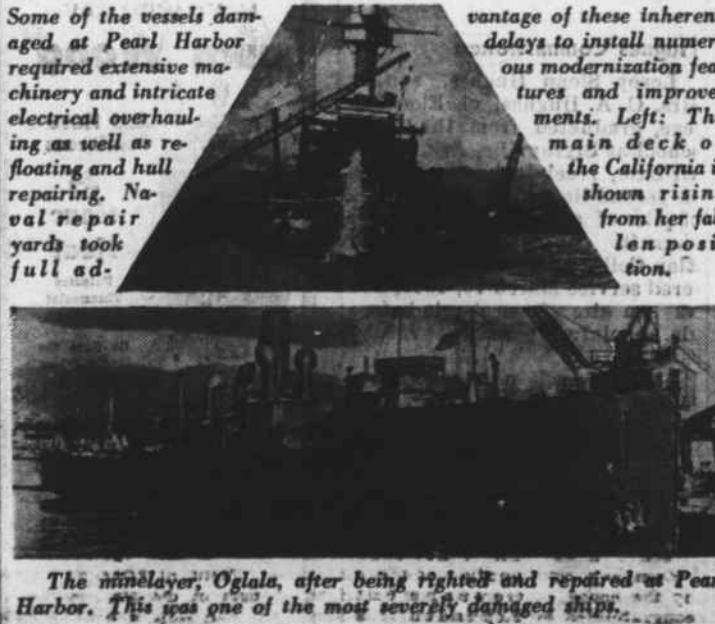 Some of the vessels dam-
aged at Pearl Harbor
required extensive ma-
chinery and intricate
electrical overhaul-
ing as well as re-
floating and hull
repairing. Na-
val repair
yards took
full ad-
vantage of these inheren
delays to install numer
ous modernization fea
tures and improve
ments. Left: Th
main deck o
the California i
shown risin
from her fal
len posi
tion.
The minelayer, Oglala, after being righted and repaired at Pear
Harbor. This was one of the most severely damaged ships.